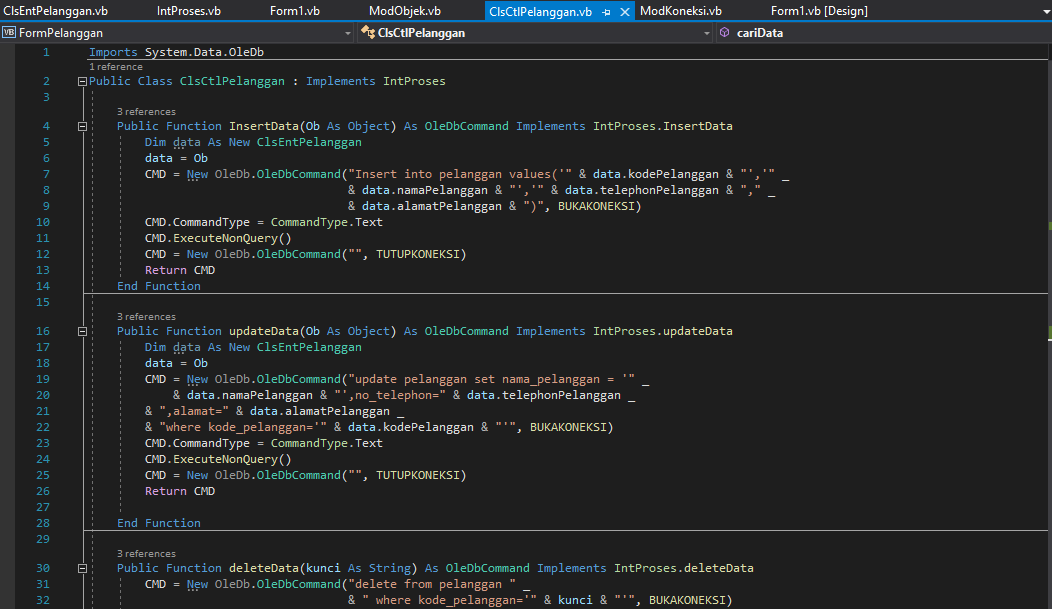 ClsEntPelanggan.vb IntProses.vb Form1.vb ModObjek.vb ClsCtlPelanggan.vb ModKoneksi.vb Form1.vb [Design]
VB FormPelanggan ClsCtlPelanggan cariData
1 Imports System.Data.OleDb
1 reference
2 Public Class ClsCtlPelanggan : Implements IntProses
3
3 references
4 Public Function InsertData(Ob As Object) As OleDbCommand Implements IntProses.InsertData
5 Dim data As New ClsEntPelanggan
6 data = Ob
7 CMD = New OleDb.OleDbCommand("Insert into pelanggan values('" & data.kodePelanggan & "','" _
8 & data.namaPelanggan & "','" & data.telephonPelanggan & "," _
9 & data.alamatPelanggan & ")", BUKAKONEKSI)
10 CMD.CommandType = CommandType.Text
11 CMD.ExecuteNonQuery()
12 CMD = New OleDb.OleDbCommand("", TUTUPKONEKSI)
13 Return CMD
14 End Function
15
3 references
16 Public Function updateData(Ob As Object) As OleDbCommand Implements IntProses.updateData
17 Dim data As New ClsEntPelanggan
18 data = Ob
19 CMD = New OleDb.OleDbCommand("update pelanggan set nama_pelanggan = '" _
20 & data.namaPelanggan & "',no_telephon=" & data.telephonPelanggan _
21 & ",alamat=" & data.alamatPelanggan _
22 & "where kode_pelanggan='" & data.kodePelanggan & "'", BUKAKONEKSI)
23 CMD.CommandType = CommandType.Text
24 CMD.ExecuteNonQuery()
25 CMD = New OleDb.OleDbCommand("", TUTUPKONEKSI)
26 Return CMD
27
28 End Function
29
3 references
30 Public Function deleteData(kunci As String) As OleDbCommand Implements IntProses.deleteData
31 CMD = New OleDb.OleDbCommand("delete from pelanggan " _
32 & " where kode_pelanggan='" & kunci & "'", BUKAKONEKSI)